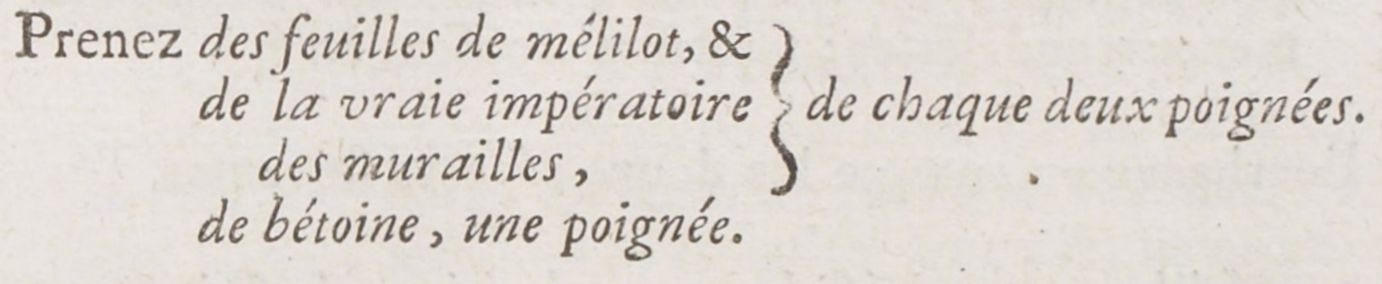 Prenez des feuilles de mélilot, &
de la vraie impératoire } de chaque deux poignées.
des murailles,
de bétoine, une poignée.